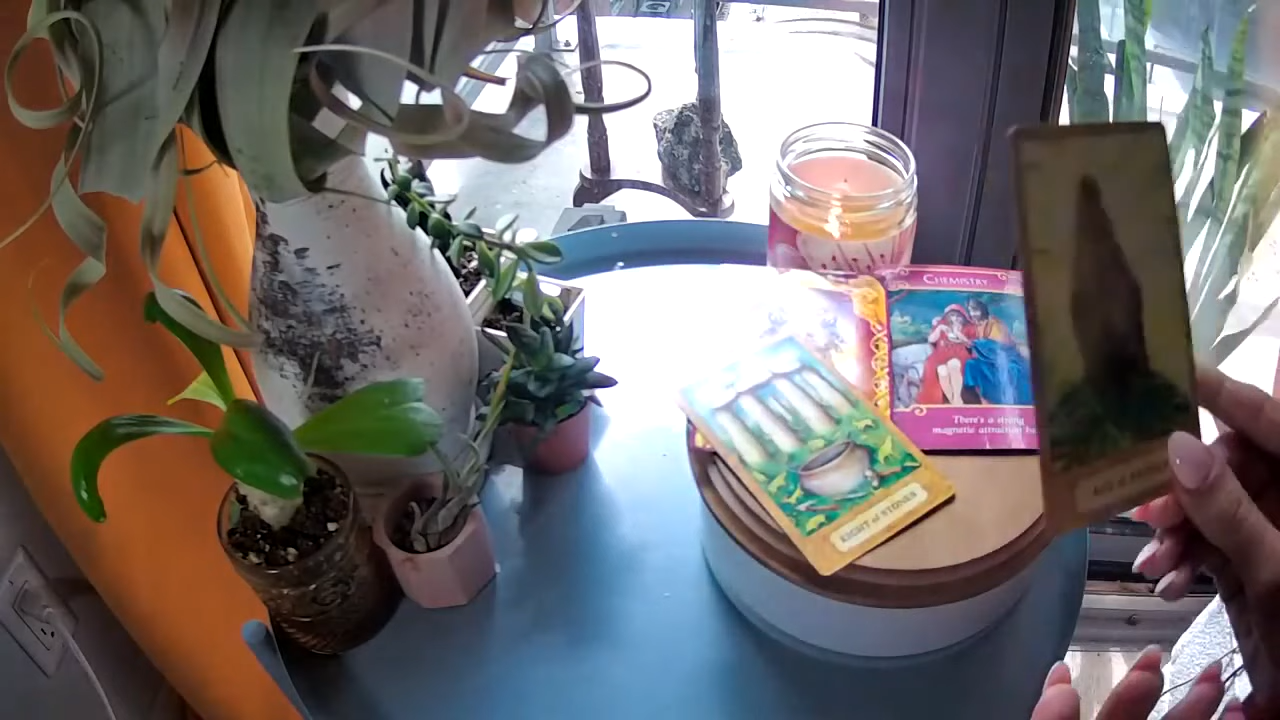 CHEMISTRY
There's a strong
magnetic attraction
EIGHT of STONES